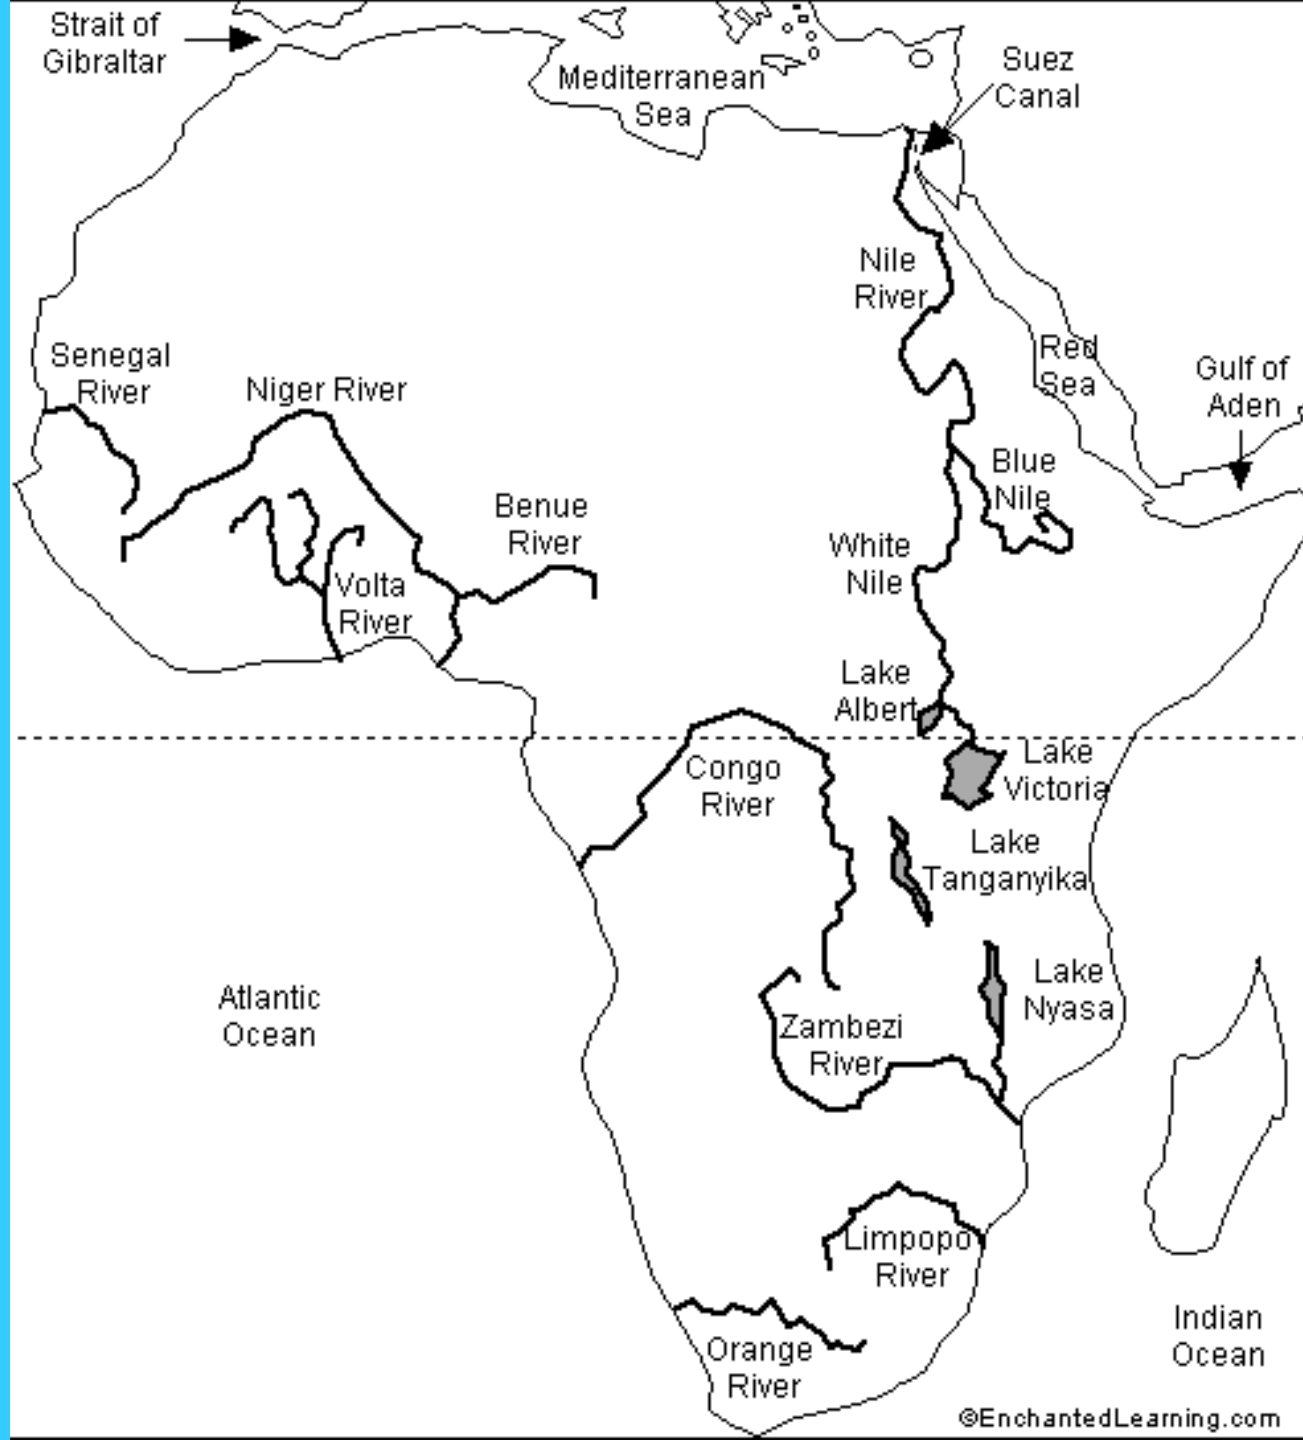 Strait of
Gibraltar
Mediterranean
Sea
Suez
Canal
Nile
River
Red
Sea
Gulf of
Aden
Senegal
River
Niger River
Benue
River
Blue
Nile
White
Nile
Volta
River
Lake
Albert
Congo
River
Lake
Victoria
Lake
Tanganyika
Lake
Nyasa
Atlantic
Ocean
Zambezi
River
Limpopo
River
Orange
River
Indian
Ocean
©EnchantedLearning.com